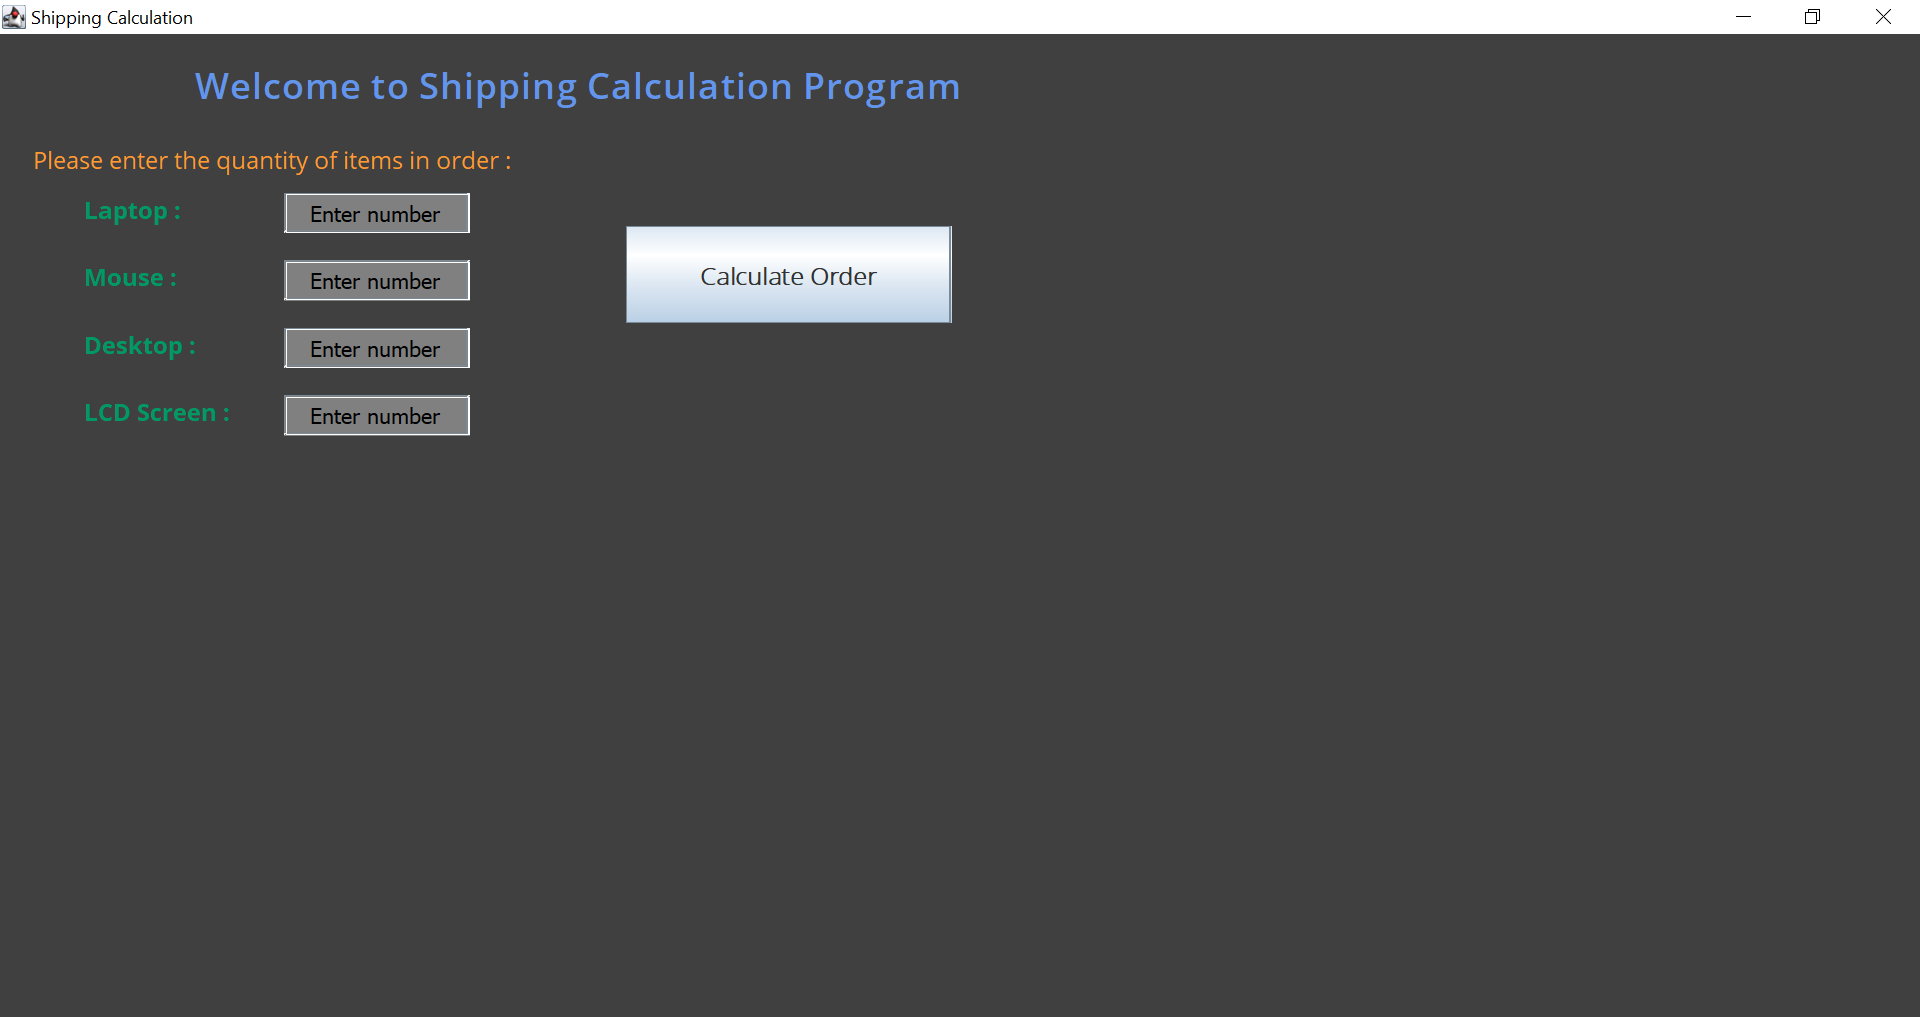 Shipping Calculation
Welcome to Shipping Calculation Program
Please enter the quantity of items in order :
Laptop : Enter number
Mouse : Enter number
Calculate Order
Desktop : Enter number
LCD Screen : Enter number